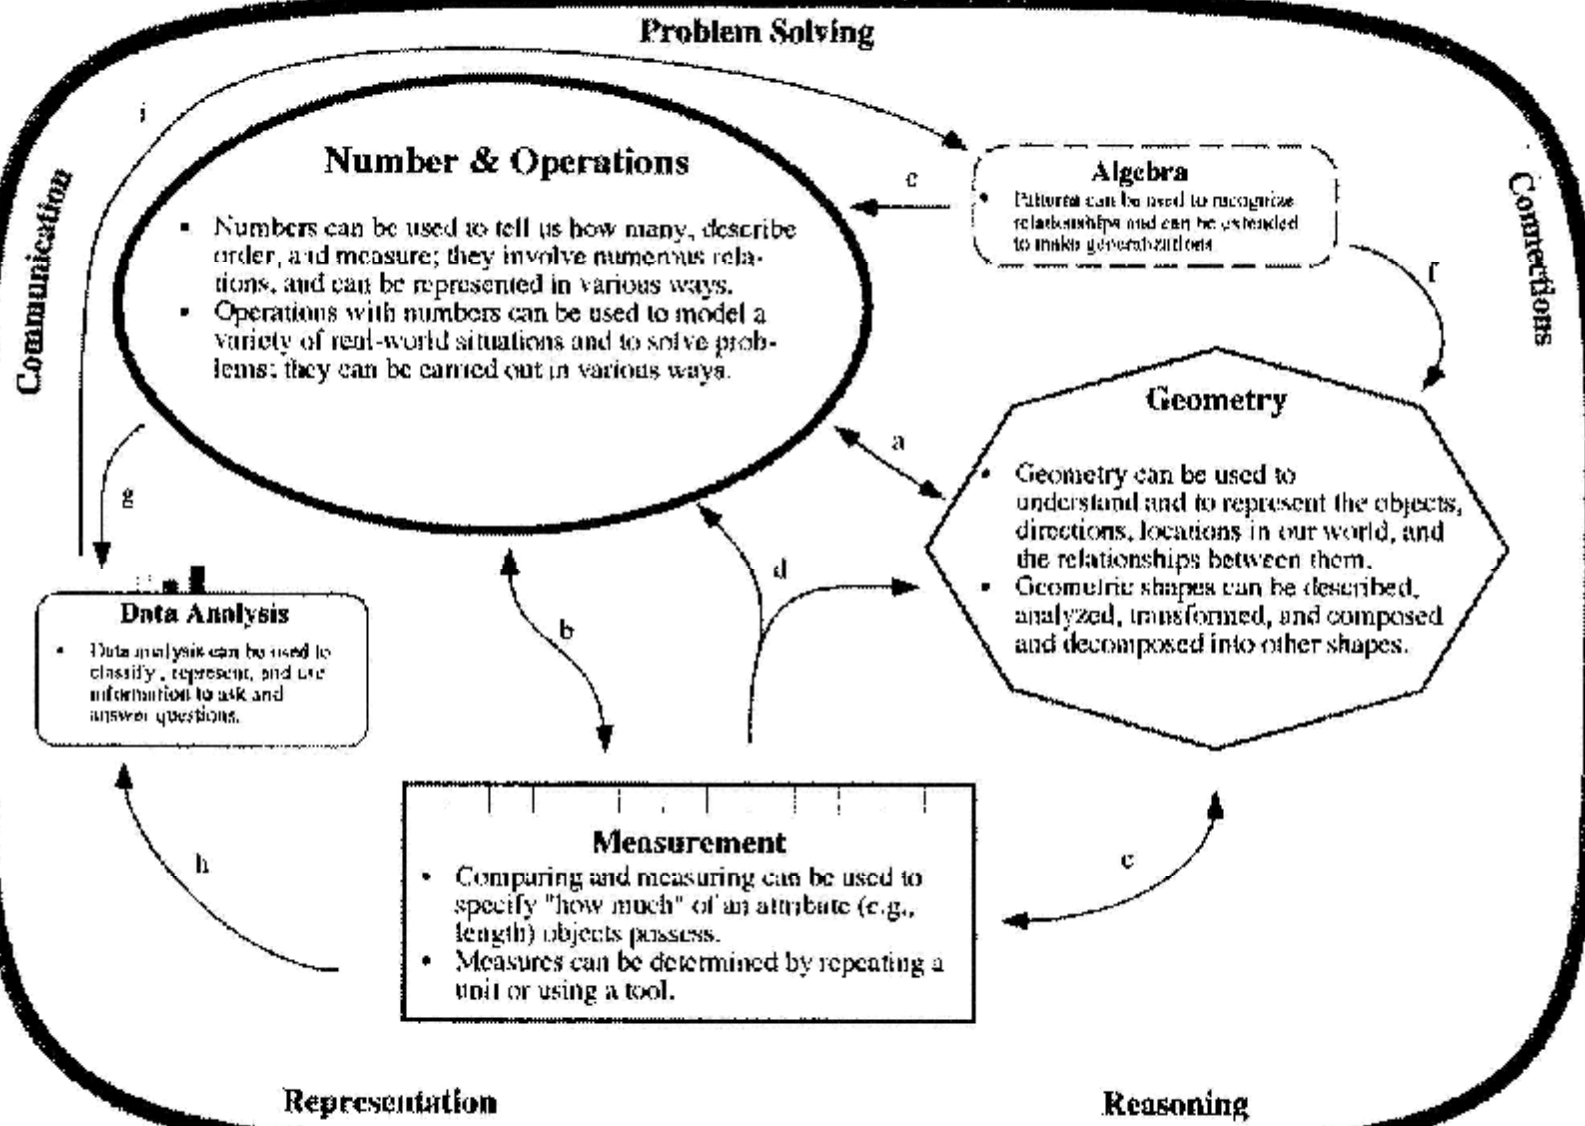 Problem Solving
i
Communication
Connections
Number & Operations
Numbers can be used to tell us how many, describe
order, and measure; they involve numerous rela-
tions, and can be represented in various ways.
Operations with numbers can be used to model a
variety of real-world situations and to solve prob-
lems; they can be carried out in various ways.
e
Algebra
Patterns can be used to recognize
relationships and can be extended
to make generalizations
f
a
Geometry
Geometry can be used to
understand and to represent the objects,
directions, locations in our world, and
the relationships between them.
Geometric shapes can be described,
analyzed, transformed, and composed
and decomposed into other shapes.
g
d
b
Data Analysis
Data analysis can be used to
classify, represent, and use
information to ask and
answer questions.
h
c
Measurement
Comparing and measuring can be used to
specify "how much" of an attribute (e.g.,
length) objects possess.
Measures can be determined by repeating a
unit or using a tool.
Representation
Reasoning